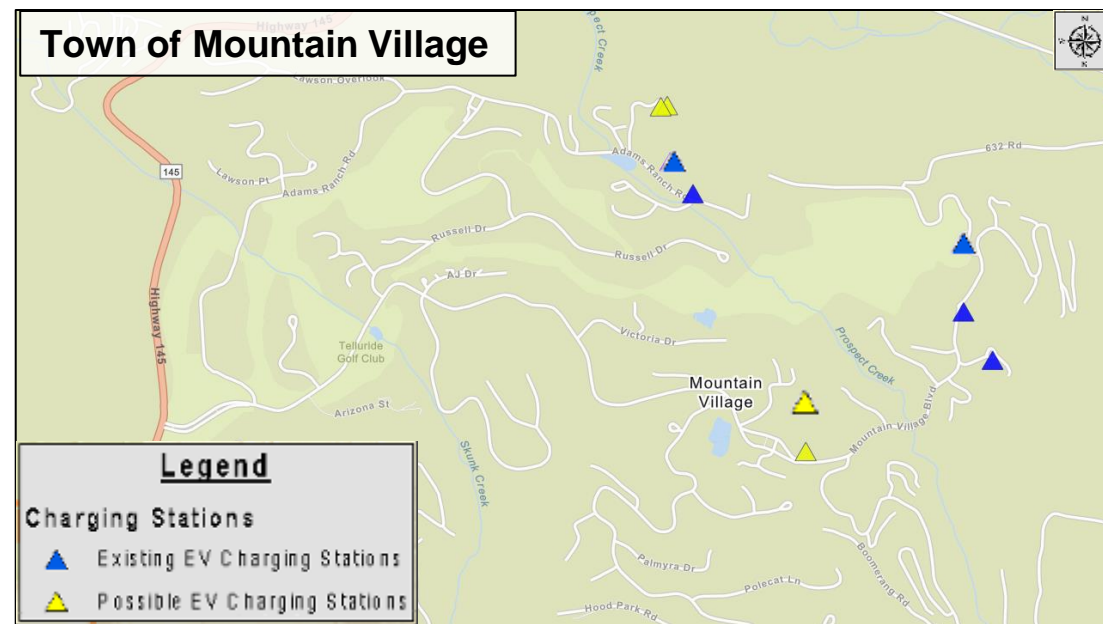 Town of Mountain Village
Highway 145
N
Prospect Creek
Lawson Overlook
145
632 Rd
Lawson Pt
Adams Ranch Rd
Adams Ranch Rd
Russell Dr
Russell Dr
AJ Dr
Highway 145
Victoria Dr
Prospect Creek
Telluride
Golf Club
Mountain
Village
Arizona St
Mountain Village Blvd
Skunk Creek
Legend
Charging Stations
Existing EV Charging Stations
Possible EV Charging Stations
Boomerang Rd
Palmyra Dr
Polecat Ln
Hood Park Rd